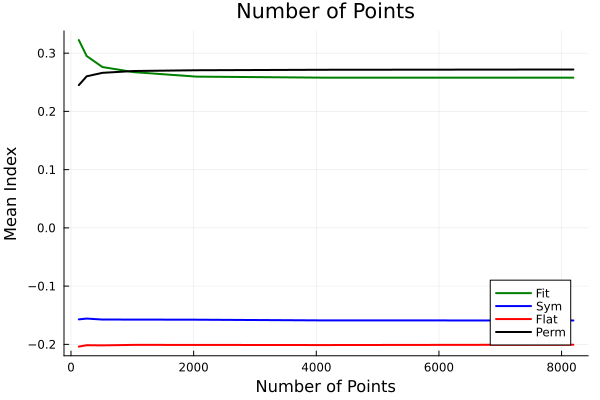 Number of Points
Mean Index
0.3
0.2
0.1
0.0
−0.1
−0.2
Fit
Sym
Flat
Perm
0 2000 4000 6000 8000
Number of Points